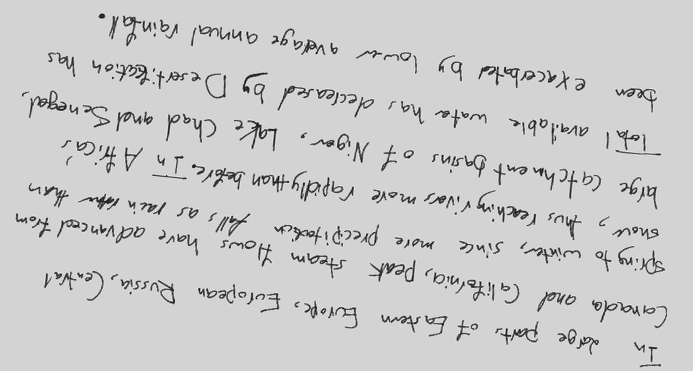 In large parts of Eastern Europe, European Russia, Central
Canada and California, peak steam flows have advanced from
spring to winter, since more precipitation falls as rain than
snow, thus reaching rivers more rapidly than before. In Africa's
large catchment basins of Niger, Lake Chad and Senegal,
Total available water has decreased by Desertification has
been exacerbated by lower average annual rainfall.